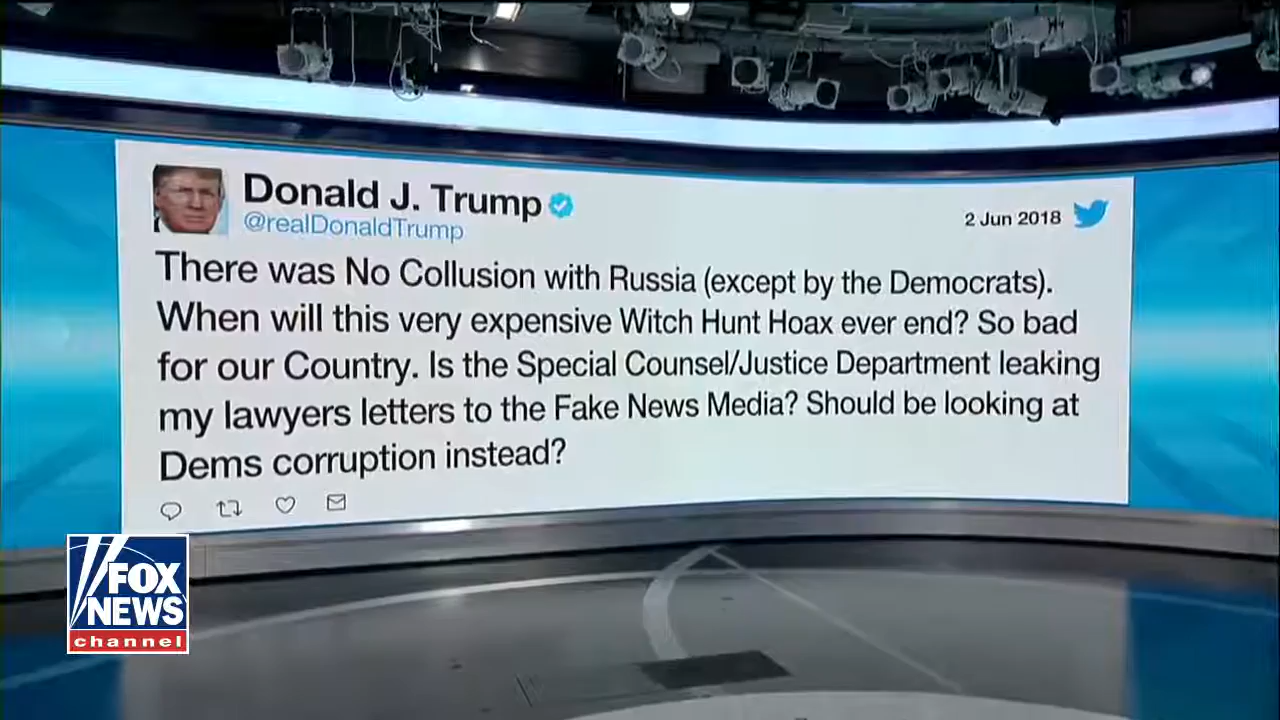 Donald J. Trump
@realDonaldTrump
2 Jun 2018
There was No Collusion with Russia (except by the Democrats).
When will this very expensive Witch Hunt Hoax ever end? So bad
for our Country. Is the Special Counsel/Justice Department leaking
my lawyers letters to the Fake News Media? Should be looking at
Dems corruption instead?
FOX
NEWS
channel